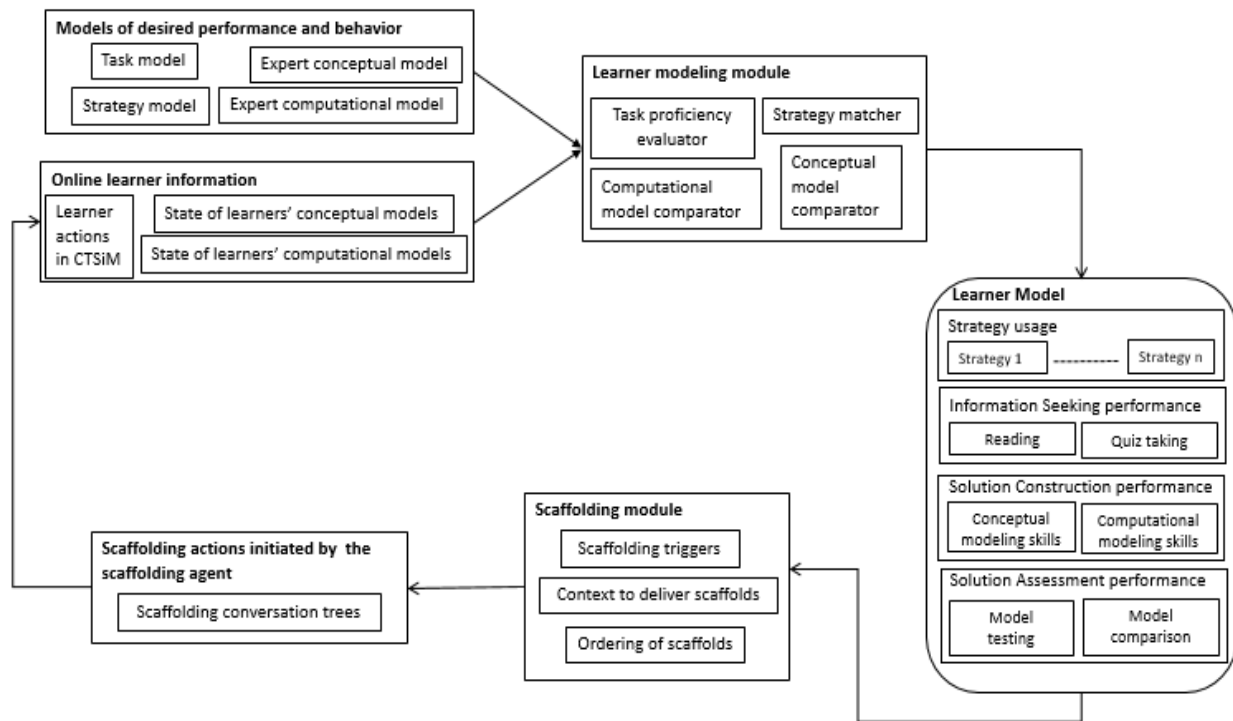 Models of desired performance and behavior
Task model
Expert conceptual model
Strategy model
Expert computational model
Online learner information
Learner
actions
in CTSiM
State of learners’ conceptual models
State of learners’ computational models
Learner modeling module
Task proficiency
evaluator
Strategy matcher
Computational
model comparator
Conceptual
model
comparator
Learner Model
Strategy usage
Strategy 1
Strategy n
Information Seeking performance
Reading
Quiz taking
Solution Construction performance
Conceptual
modeling skills
Computational
modeling skills
Solution Assessment performance
Model
testing
Model
comparison
Scaffolding module
Scaffolding triggers
Context to deliver scaffolds
Ordering of scaffolds
Scaffolding actions initiated by the
scaffolding agent
Scaffolding conversation trees